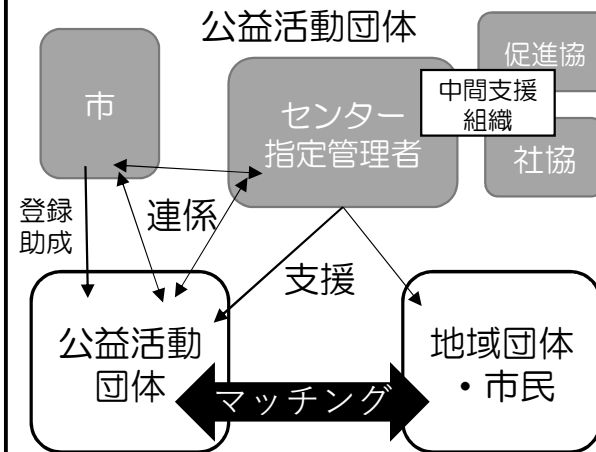 公益活動団体
促進協
中間支援
組織
市
センター
指定管理者
社協
登録
助成
連係
支援
公益活動
団体
地域団体
・市民
マッチング